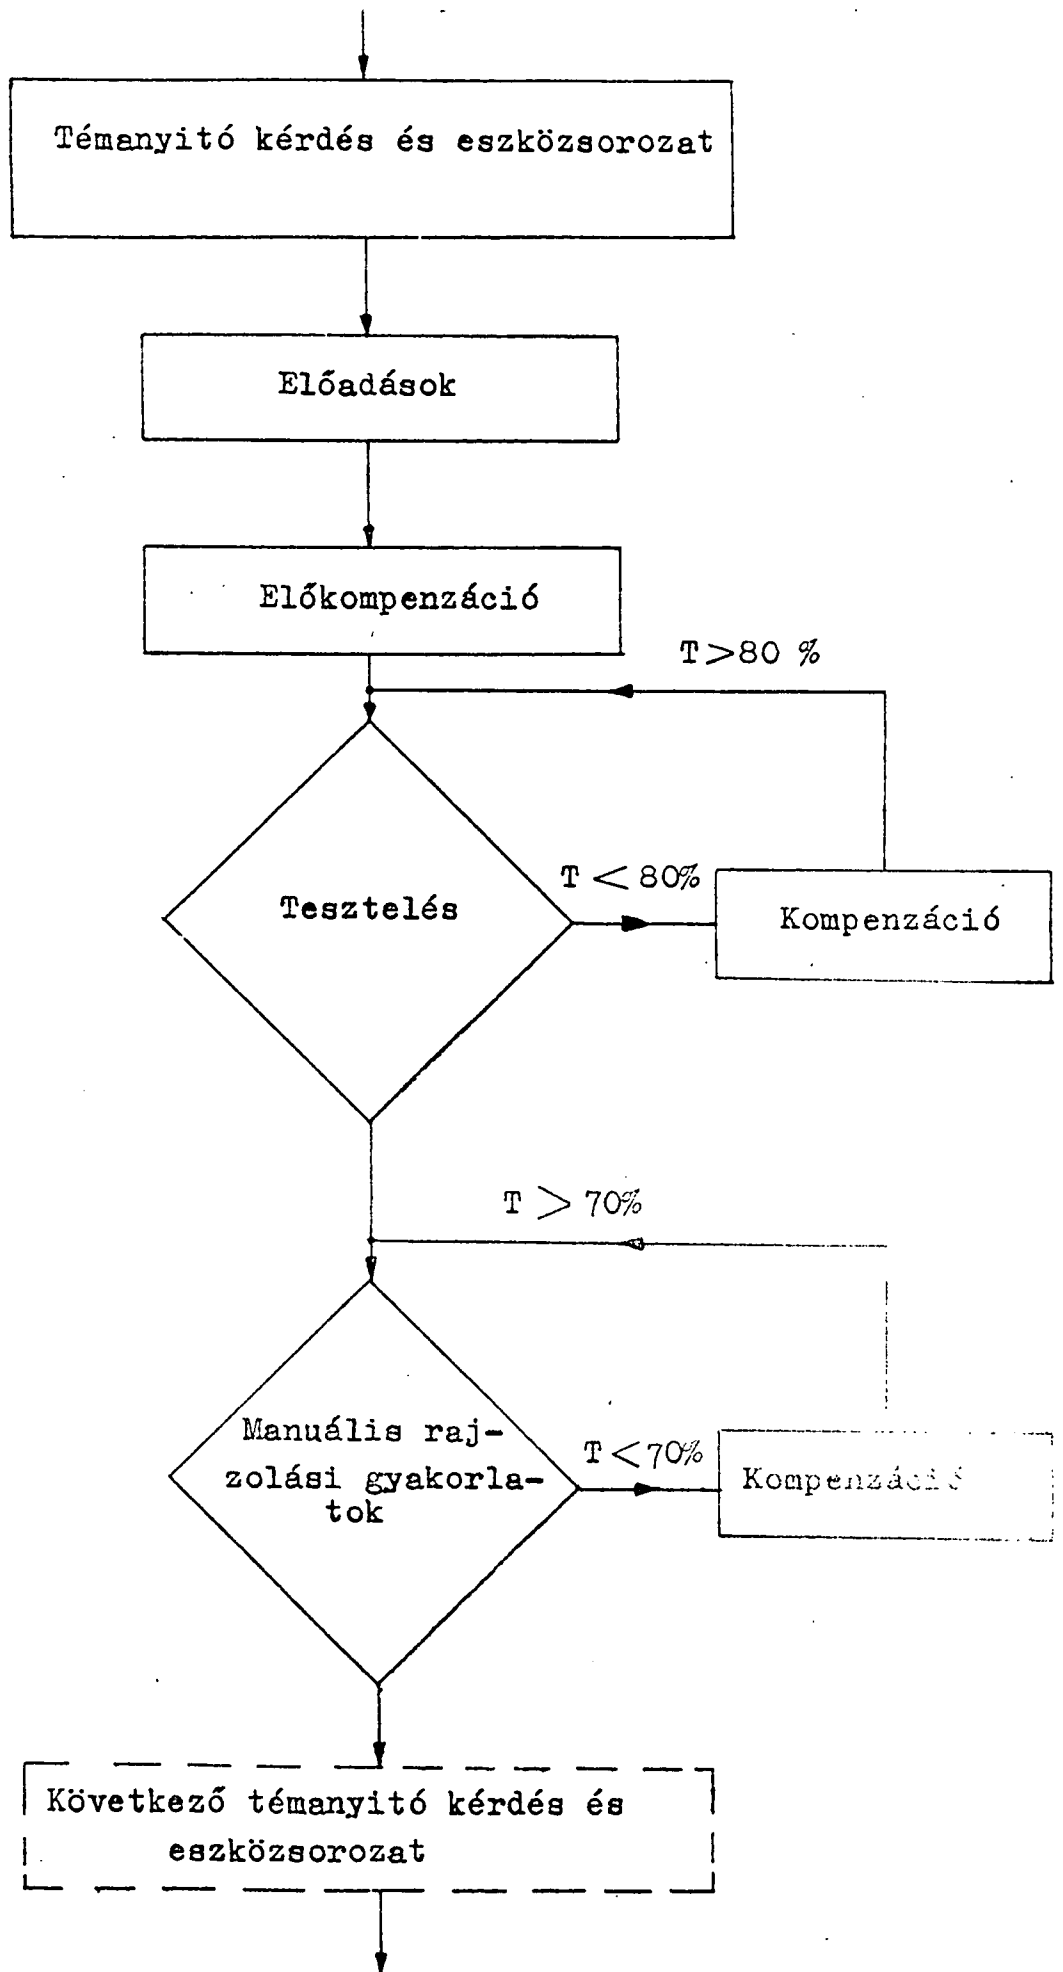 Témanyitó kérdés és eszközsorozat
Előadások
Előkompenzáció
T>80 %
Tesztelés
T < 80%
Kompenzáció
T > 70%
Manuális raj-
zolási gyakorla-
tok
T<70%
Kompenzáció
Következő témanyitó kérdés és
eszközsorozat